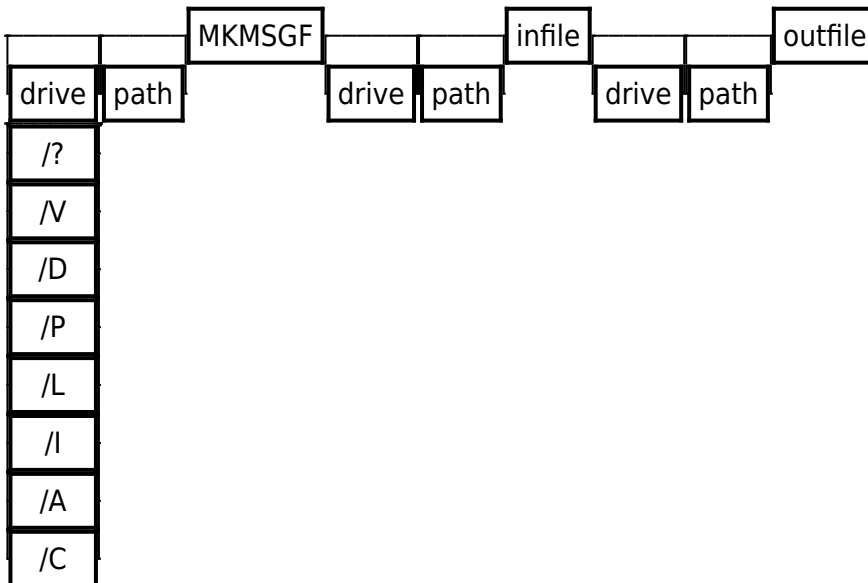 MKMSGF infile outfile
drive path drive path drive path
/?
/V
/D
/P
/L
/I
/A
/C